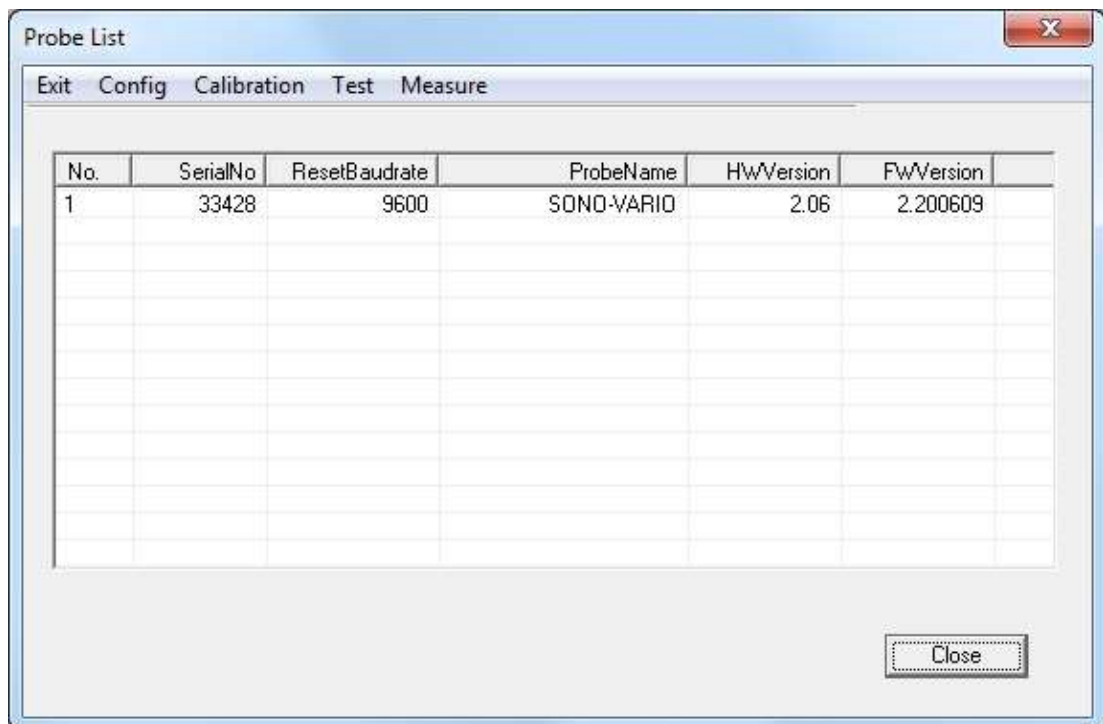 Probe List
Exit Config Calibration Test Measure
No. SerialNo ResetBaudrate ProbeName HWVersion FWVersion
1 33428 9600 SONO-VARIO 2.06 2.200609
Close